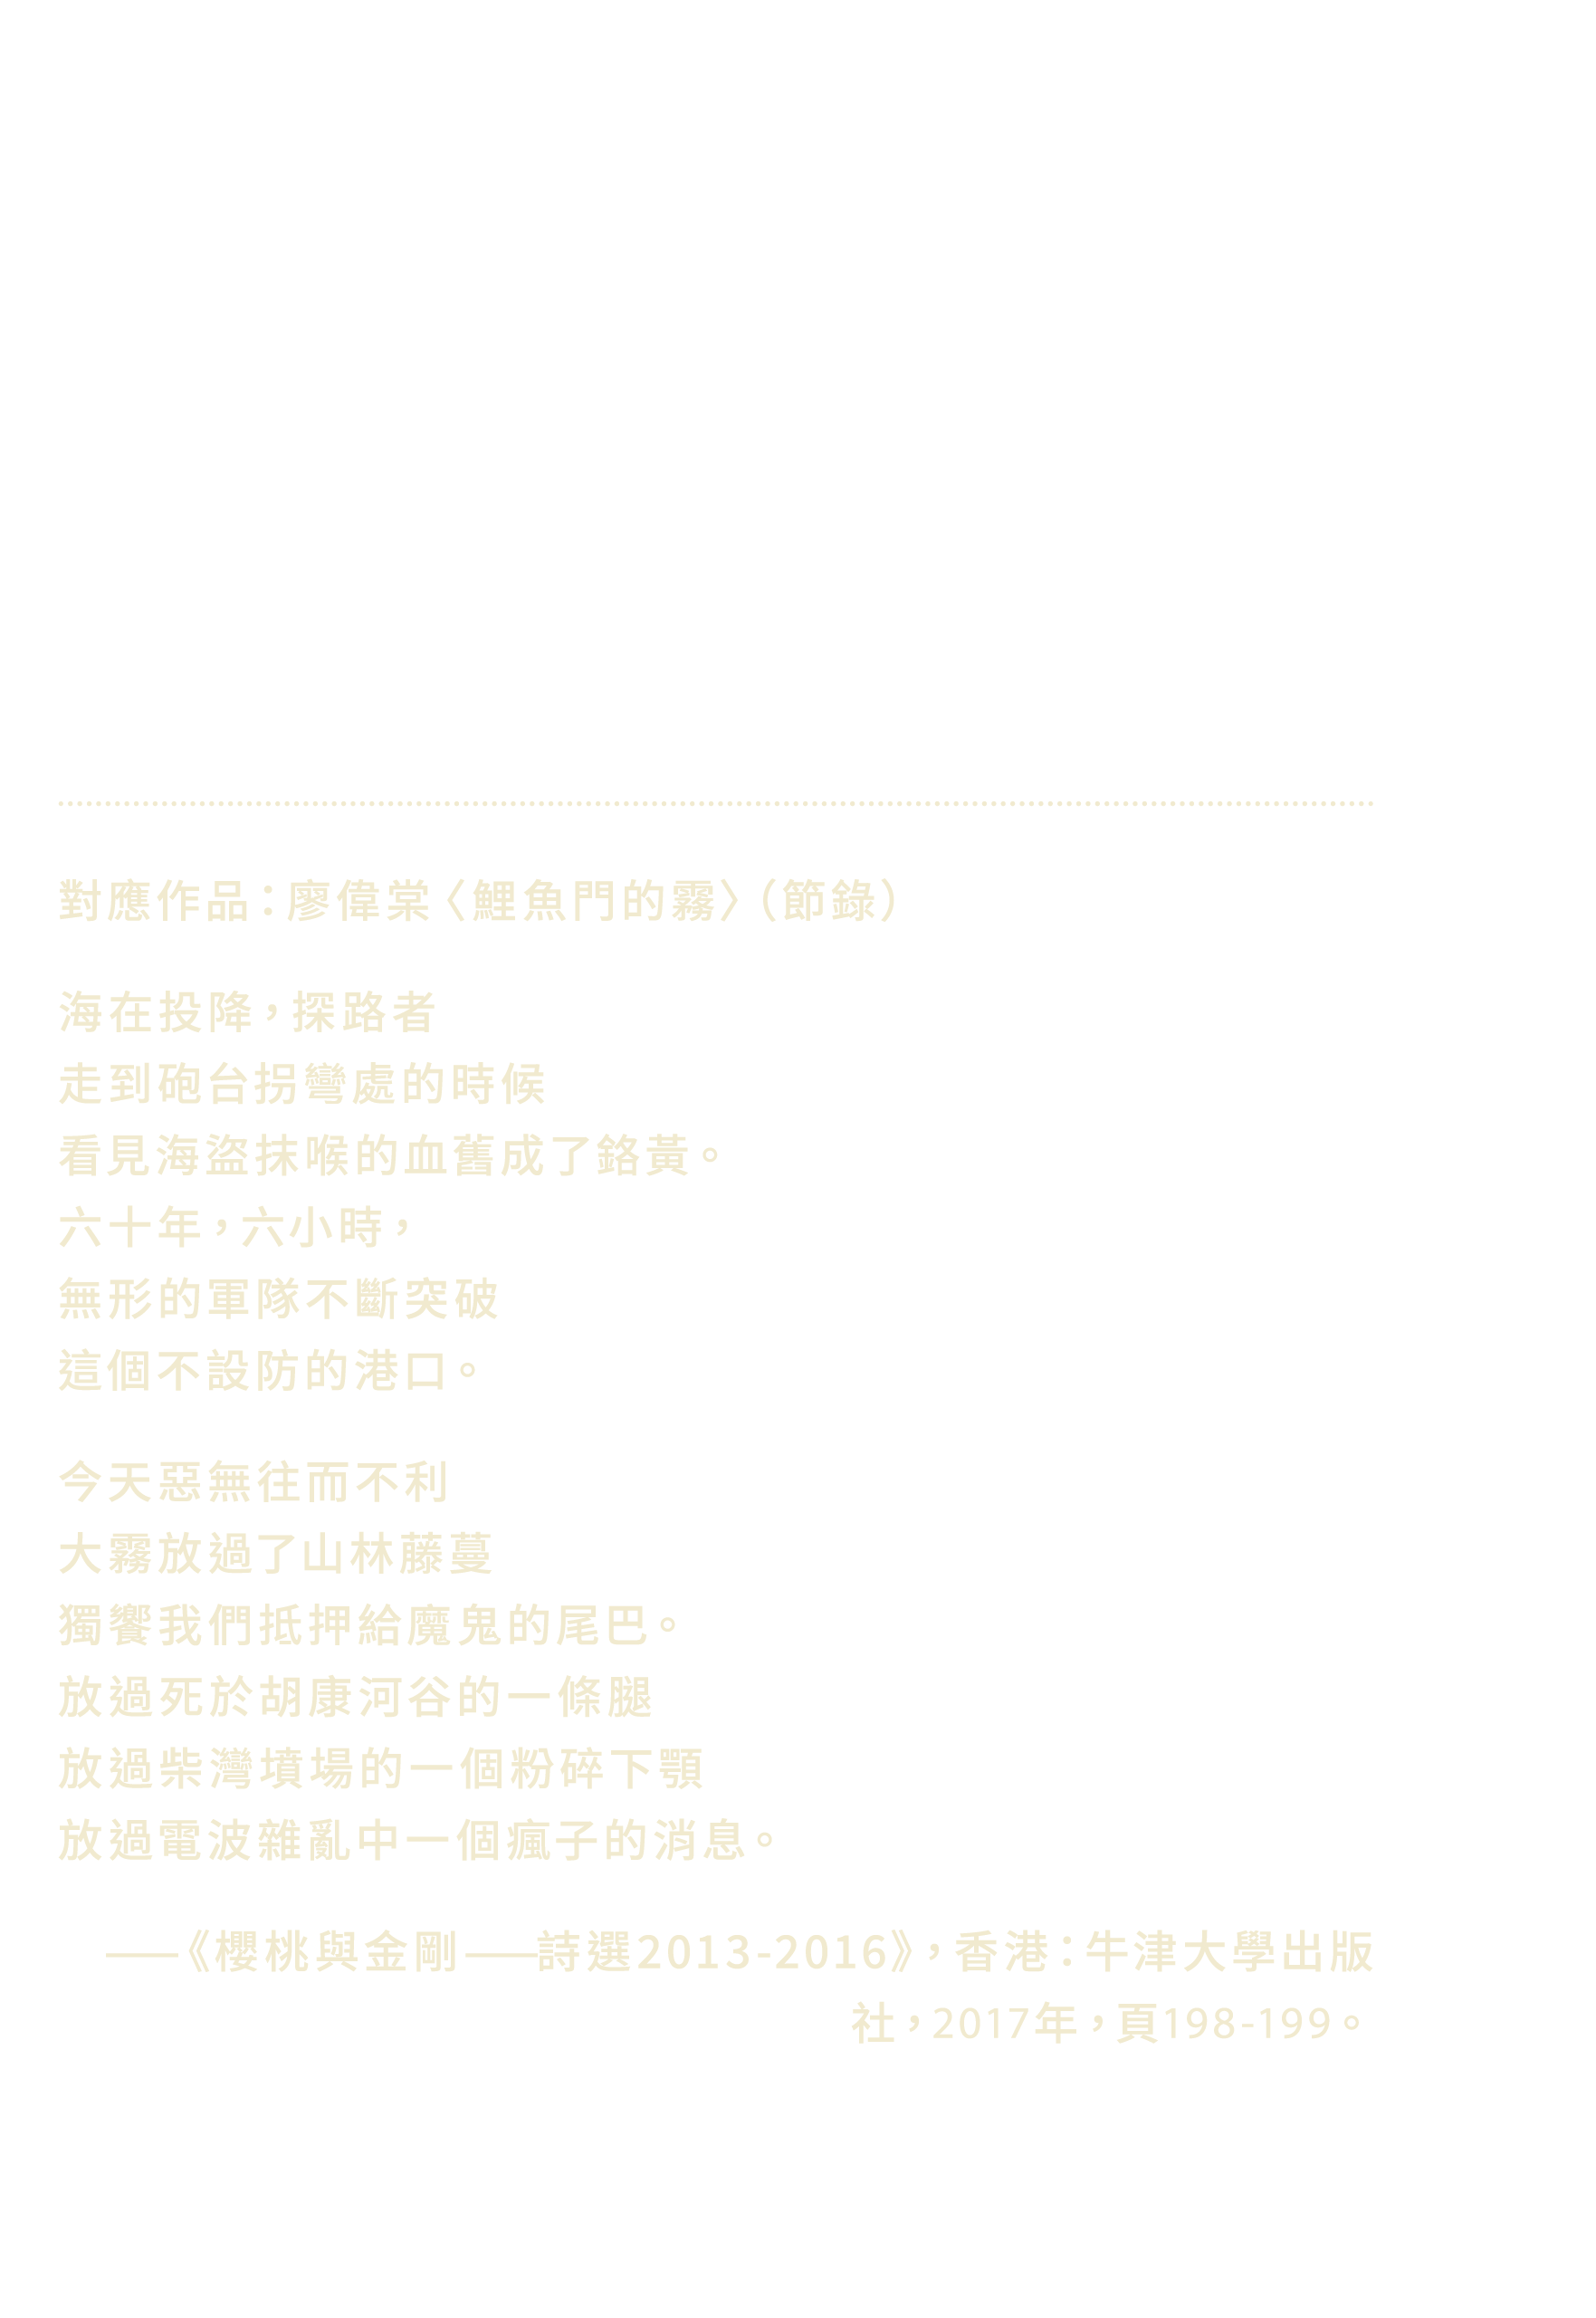 對應作品：廖偉棠〈鯉魚門的霧〉（節錄）
海在投降，探路者
走到砲台拐彎處的時候
看見海盜抹喉的血舊成了鉻黃。
六十年，六小時，
無形的軍隊不斷突破
這個不設防的港口。
今天惡無往而不利
大霧放過了山林藤蔓
獨纔我們抵押給魔鬼的尾巴。
放過死於胡康河谷的一條腿
放過柴灣墳場的一個粉碎下顎
放過電波雜亂中一個瘋子的消息。
——《櫻桃與金剛——詩選2013-2016》，香港：牛津大學出版
社，2017年，頁198-199。